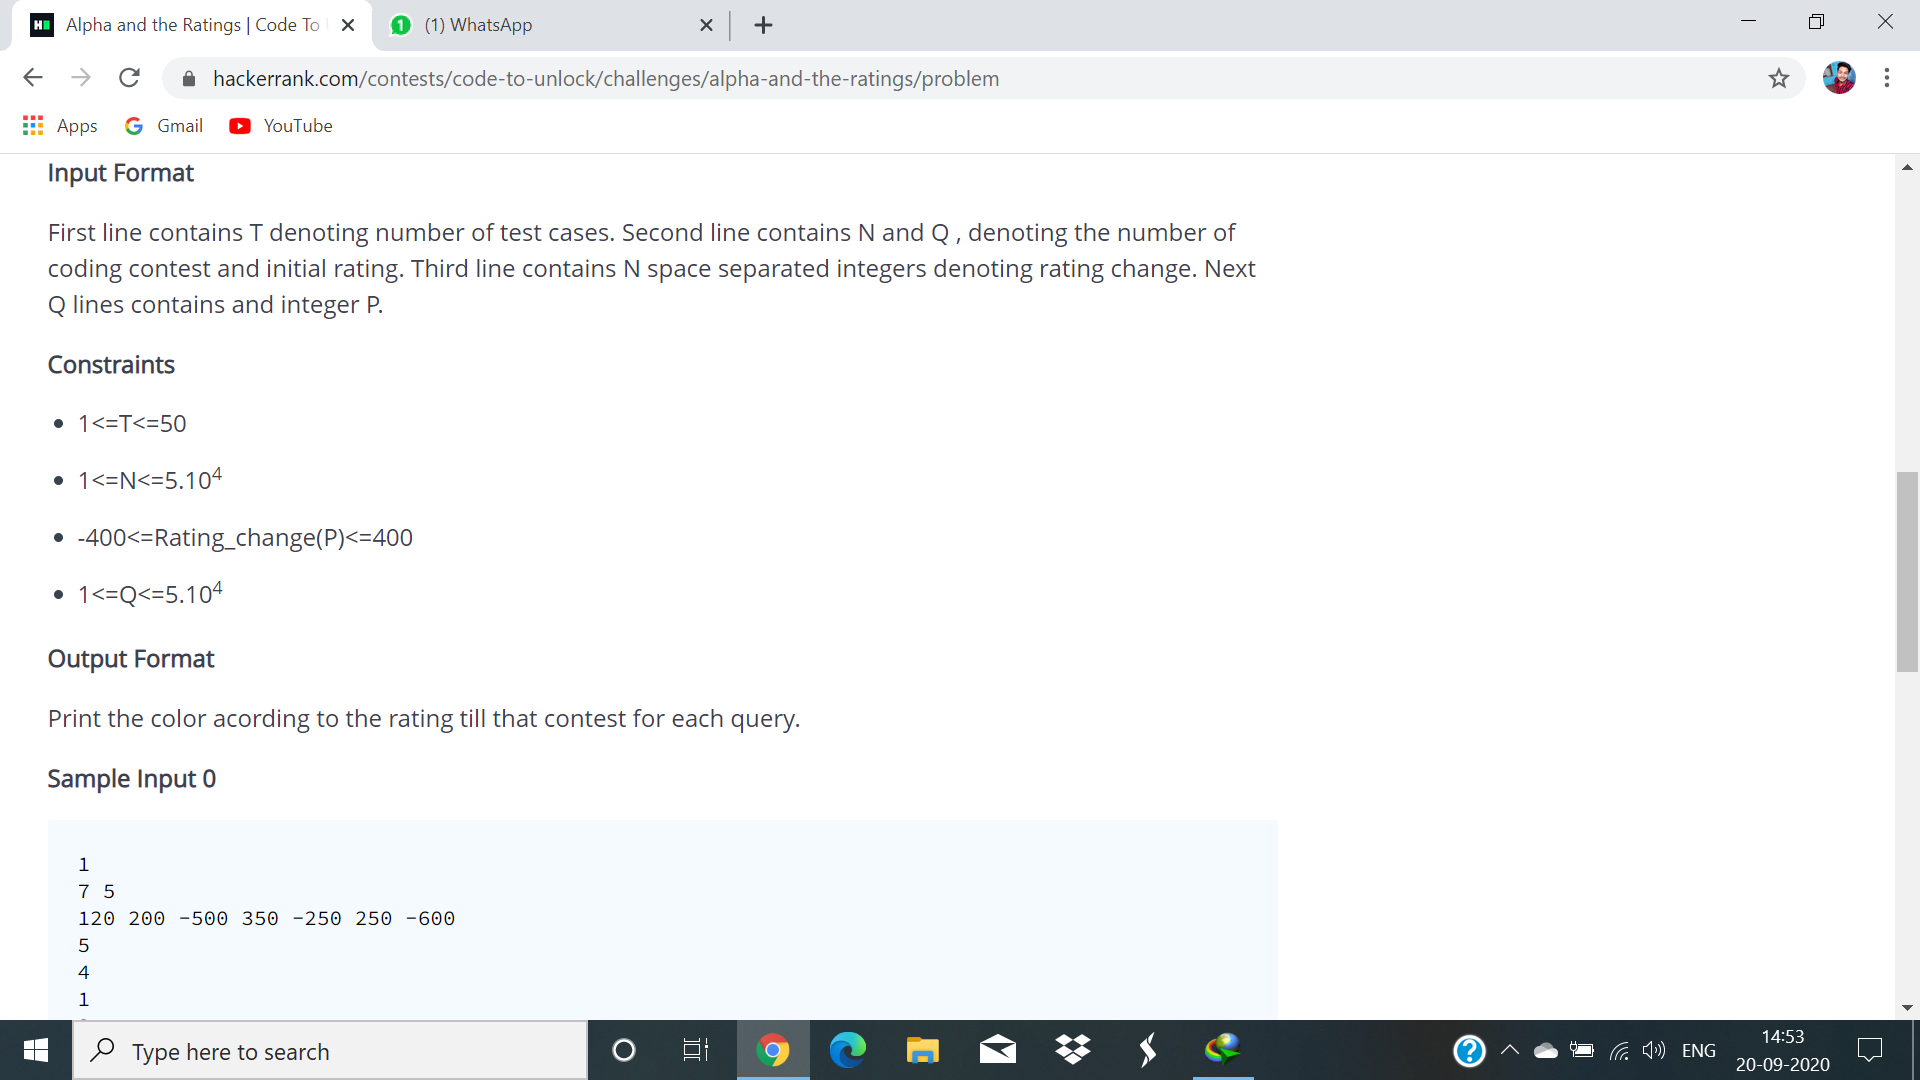 Alpha and the Ratings | Code To
(1) WhatsApp
hackerrank.com/contests/code-to-unlock/challenges/alpha-and-the-ratings/problem
Apps
Gmail
YouTube
Input Format
First line contains T denoting number of test cases. Second line contains N and Q , denoting the number of
coding contest and initial rating. Third line contains N space separated integers denoting rating change. Next
Q lines contains and integer P.
Constraints
• 1<=T<=50
• 1<=N<=5.10⁴
• -400<=Rating_change(P)<=400
• 1<=Q<=5.10⁴
Output Format
Print the color acording to the rating till that contest for each query.
Sample Input 0
1
7 5
120 200 -500 350 -250 250 -600
5
4
1
Type here to search
ENG
14:53
20-09-2020